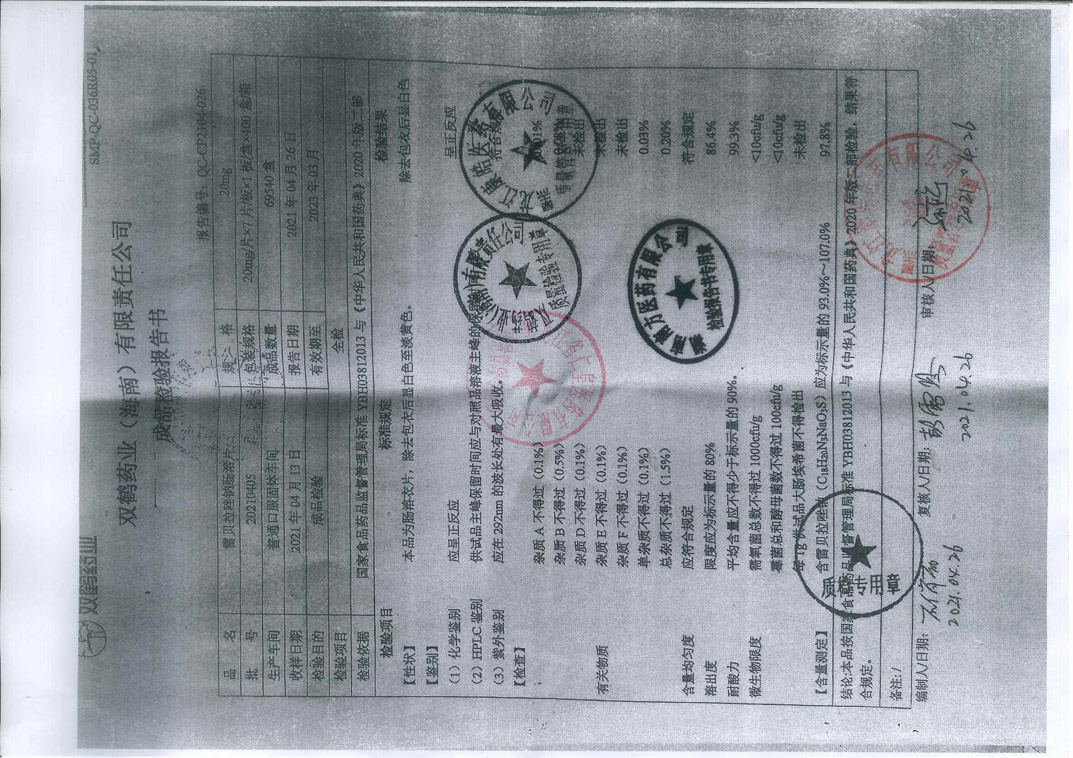 双鹤药业
SMP-QC-036R05-01
双鹤药业（海南）有限责任公司
成品检验报告书
报告编号：QC-CP2104-026
品 名 雷贝拉唑钠肠溶片 规 格 20mg
批 号 20210405 包装规格 20mg/片×7片/板×1板/盒×400盒/箱
生产车间 普通口服固体车间 成品数量 69540盒
收样日期 2021年04月13日 报告日期 2021年04月26日
检验目的 成品检验 有效期至 2023年03月
检验项目 全检
检验依据 国家食品药品监督管理局标准YBH03812013与《中华人民共和国药典》2020年版二部
检验项目 标准规定 检验结果
【性状】 本品为肠溶衣片，除去包衣后显白色至淡黄色。 除去包衣后显白色
【鉴别】
（1）化学鉴别 应呈正反应 呈正反应
（2）HPLC鉴别 供试品主峰保留时间应与对照品溶液主峰的保留 符合规定
（3）紫外鉴别 应在292nm的波长处有最大吸收。
【检查】
有关物质 杂质A不得过（0.1%） 0.01%
杂质B不得过（0.5%）
杂质D不得过（0.1%） 未检出
杂质E不得过（0.1%） 未检出
杂质F不得过（0.1%） 未检出
单杂质不得过（0.1%） 0.03%
总杂质不得过（1.5%） 0.20%
含量均匀度 应符合规定 符合规定
溶出度 限度应为标示量的80% 86.4%
耐酸力 平均含量应不得少于标示量的90%。 99.3%
微生物限度 需氧菌总数不得过1000cfu/g <10cfu/g
霉菌总和酵母菌数不得过100cfu/g <10cfu/g
每1g供试品大肠埃希菌不得检出 未检出
【含量测定】 含雷贝拉唑钠（C₁₈H₂₀N₃NaO₃S）应为标示量的93.0%～107.0% 97.8%
结论:本品按国家食品药品监督管理局标准YBH03812013与《中华人民共和国药典》2020年版二部检验，结果符
合规定。
备注：/
编制人/日期： 复核人/日期： 审核人/日期：
2021.04.26 2021.04.26 2021.04.26
质量检验专用章
湖南南方医药有限公司
检验报告书专用章
质管专用章